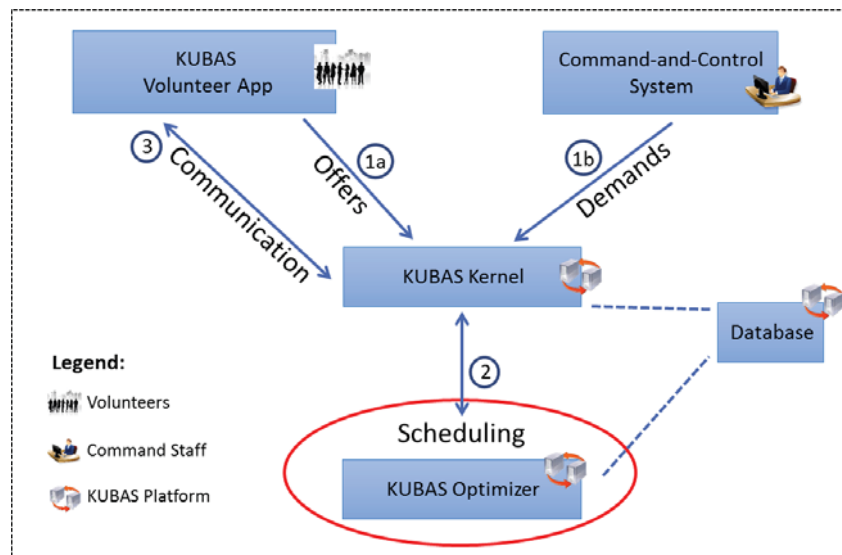 KUBAS
Volunteer App
Command-and-Control
System
3
Communication
1a
Offers
1b
Demands
KUBAS Kernel
Database
2
Scheduling
KUBAS Optimizer
Legend:
Volunteers
Command Staff
KUBAS Platform